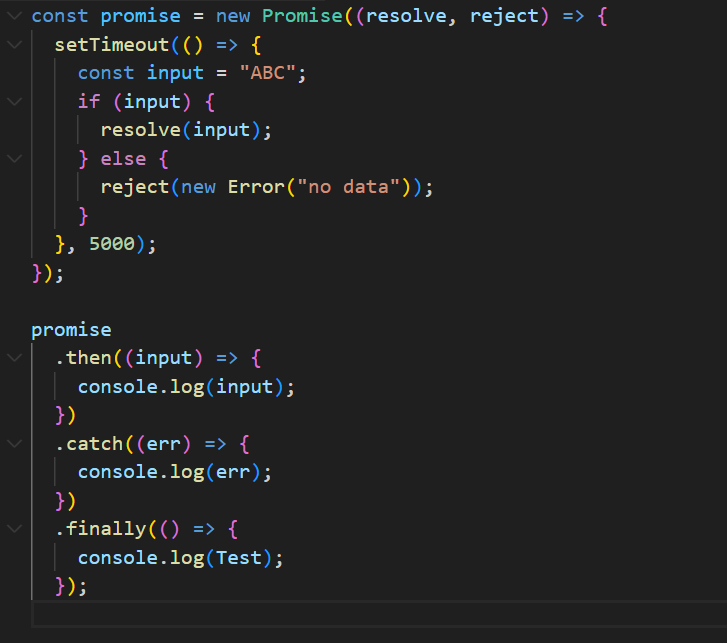 const promise = new Promise((resolve, reject) => {
  setTimeout(() => {
    const input = "ABC";
    if (input) {
      resolve(input);
    } else {
      reject(new Error("no data"));
    }
  }, 5000);
});

promise
  .then((input) => {
    console.log(input);
  })
  .catch((err) => {
    console.log(err);
  })
  .finally(() => {
    console.log(Test);
  });